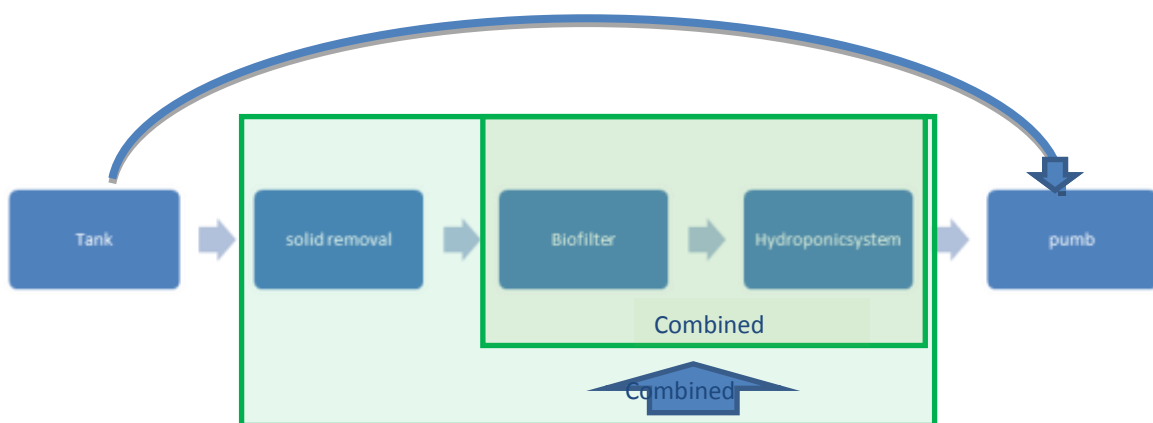 Tank
solid removal
Biofilter
Hydroponicsystem
pumb
Combined
Combined